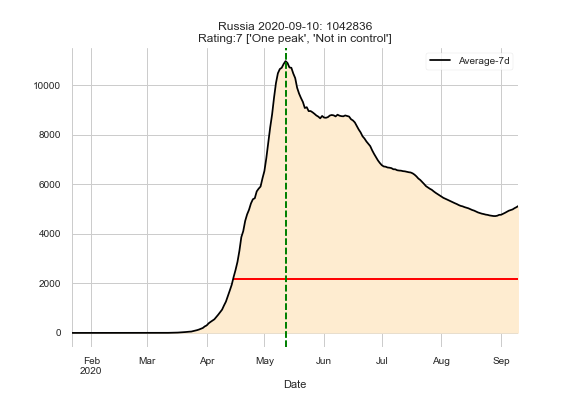 Russia 2020-09-10: 1042836
Rating:7 ['One peak', 'Not in control']
Average-7d
10000
8000
6000
4000
2000
0
Feb Mar Apr May Jun Jul Aug Sep
2020
Date